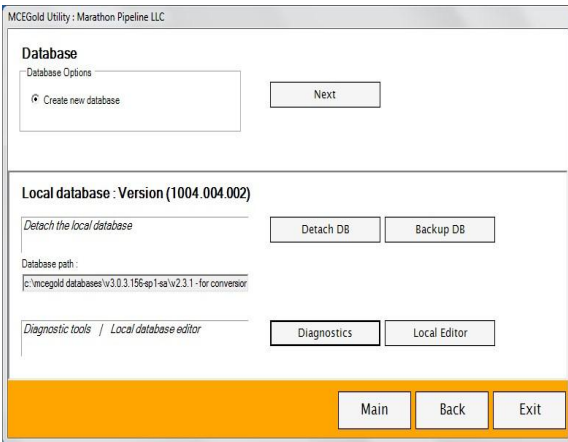 MCEGold Utility : Marathon Pipeline LLC
Database
Database Options
Create new database
Next
Local database : Version (1004.004.002)
Detach the local database
Detach DB
Backup DB
Database path :
c:\mcegold databases\v3.0.3.156-sp1-sa\v2.3.1 - for conversior
Diagnostic tools / Local database editor
Diagnostics
Local Editor
Main
Back
Exit